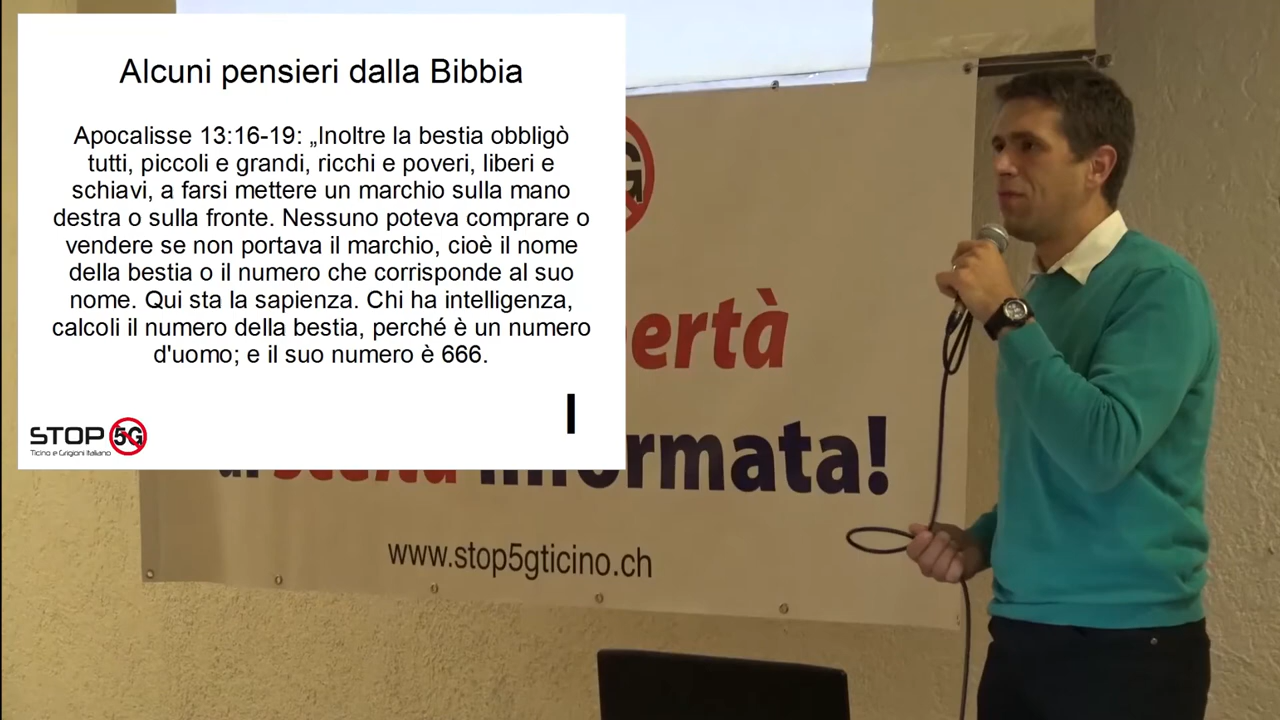 Alcuni pensieri dalla Bibbia
Apocalisse 13:16-19: „Inoltre la bestia obbligò
tutti, piccoli e grandi, ricchi e poveri, liberi e
schiavi, a farsi mettere un marchio sulla mano
destra o sulla fronte. Nessuno poteva comprare o
vendere se non portava il marchio, cioè il nome
della bestia o il numero che corrisponde al suo
nome. Qui sta la sapienza. Chi ha intelligenza,
calcoli il numero della bestia, perché è un numero
d'uomo; e il suo numero è 666.
I
STOP 5G
Ticino e Grigioni Italiano
G
ertà
di scelta informata!
www.stop5gticino.ch